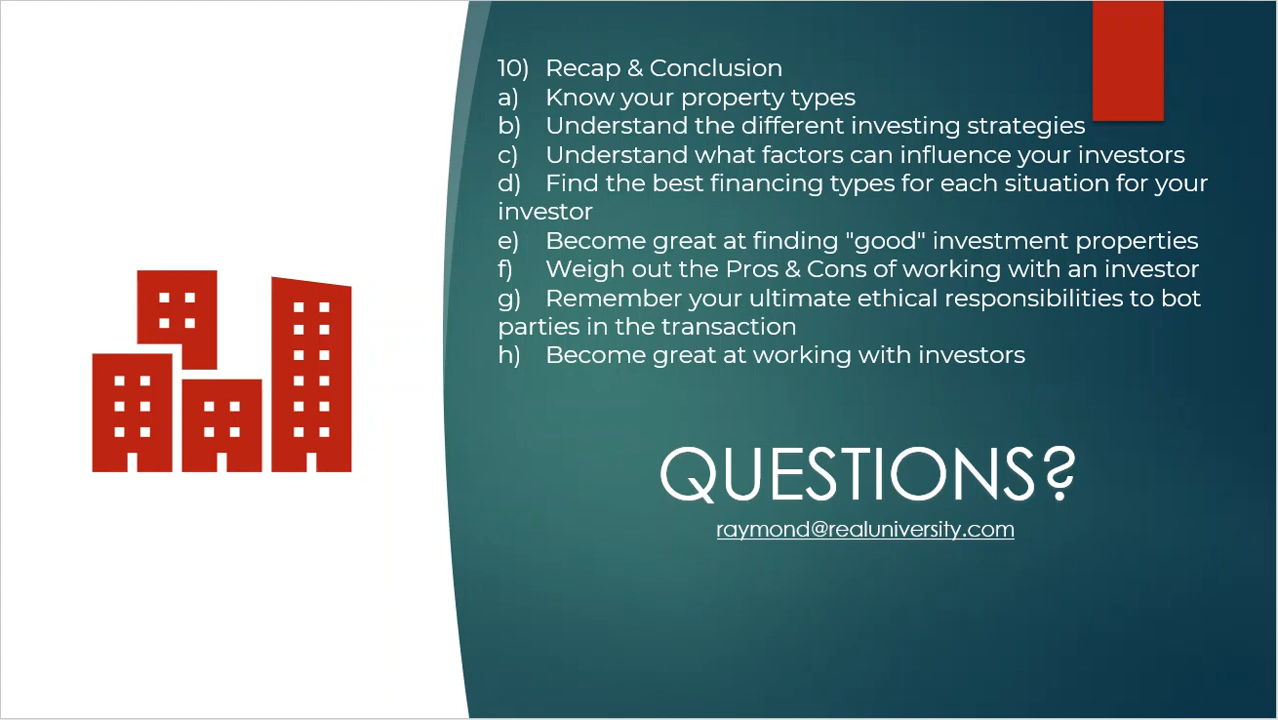 10) Recap & Conclusion
a) Know your property types
b) Understand the different investing strategies
c) Understand what factors can influence your investors
d) Find the best financing types for each situation for your
investor
e) Become great at finding "good" investment properties
f) Weigh out the Pros & Cons of working with an investor
g) Remember your ultimate ethical responsibilities to bot
parties in the transaction
h) Become great at working with investors
QUESTIONS?
raymond@realuniversity.com